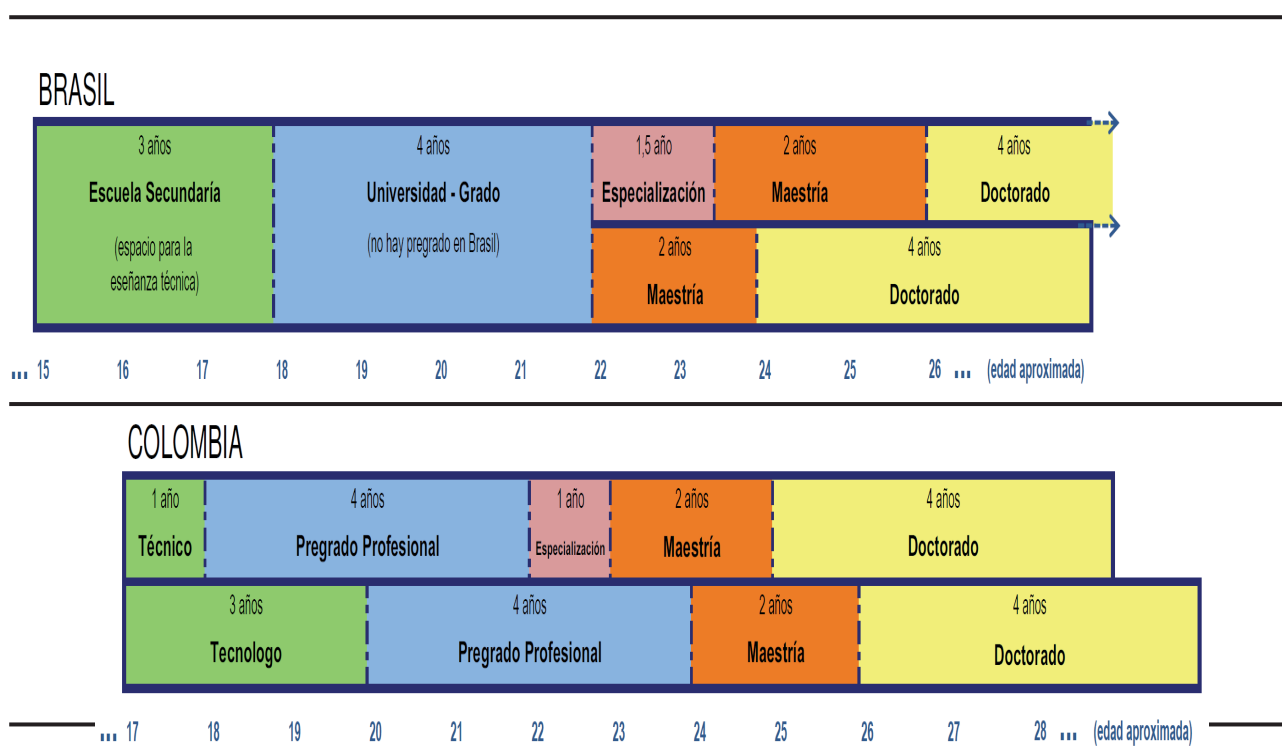 BRASIL
3 años
Escuela Secundaría
(espacio para la
eseñanza técnica)
4 años
Universidad - Grado
(no hay pregrado en Brasil)
1,5 año
Especialización
2 años
Maestría
4 años
Doctorado
2 años
Maestría
4 años
Doctorado
... 15 16 17 18 19 20 21 22 23 24 25 26 ... (edad aproximada)
COLOMBIA
1 año
Técnico
4 años
Pregrado Profesional
1 año
Especialización
2 años
Maestría
4 años
Doctorado
3 años
Tecnologo
4 años
Pregrado Profesional
2 años
Maestría
4 años
Doctorado
... 17 18 19 20 21 22 23 24 25 26 27 28 ... (edad aproximada)